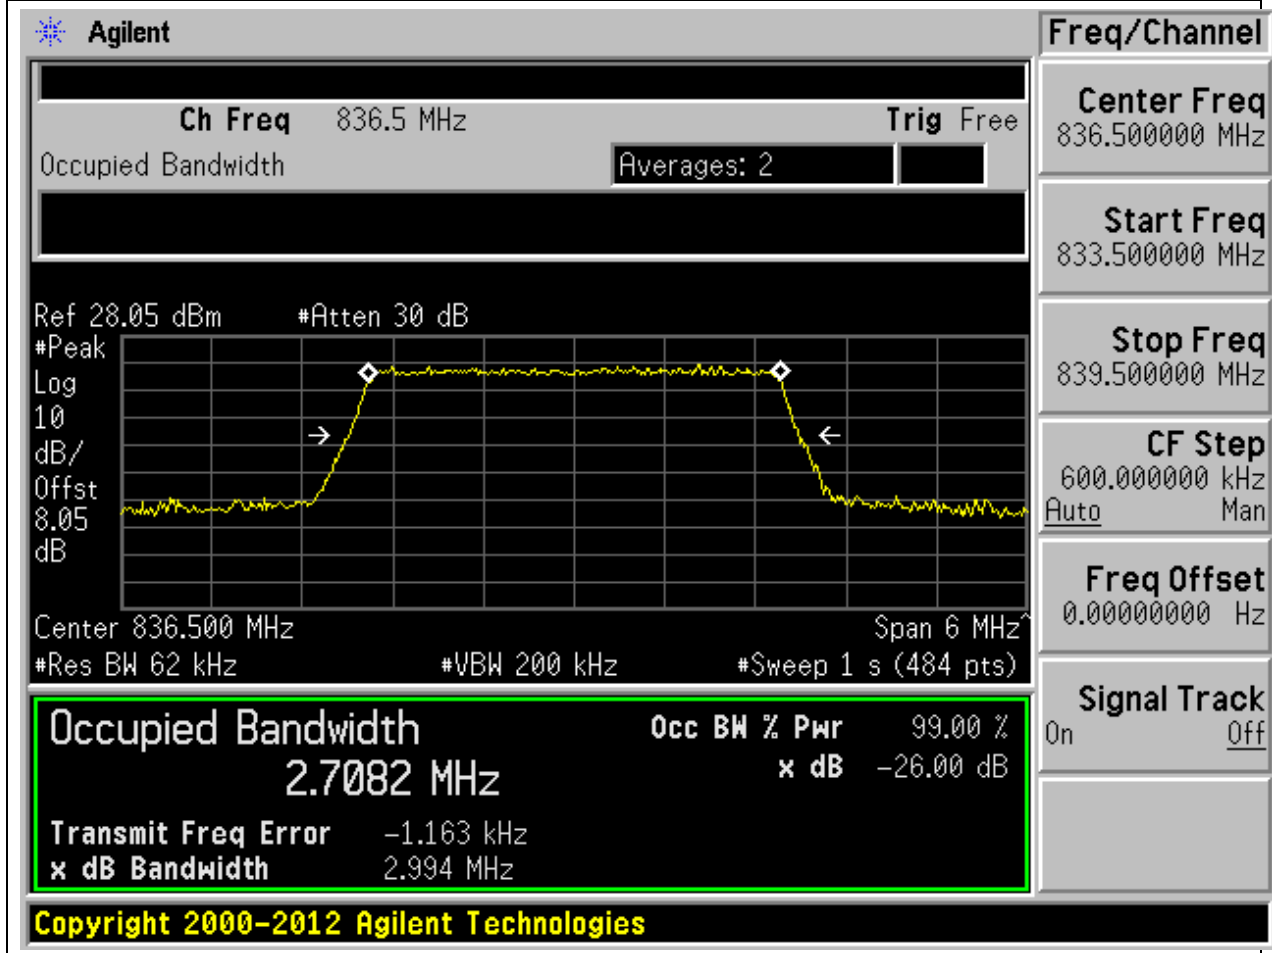 Agilent
Freq/Channel
Ch Freq 836.5 MHz Trig Free
Occupied Bandwidth Averages: 2
Center Freq
836.500000 MHz
Start Freq
833.500000 MHz
Stop Freq
839.500000 MHz
CF Step
600.000000 kHz
Auto Man
Freq Offset
0.00000000 Hz
Signal Track
On Off
Ref 28.05 dBm #Atten 30 dB
#Peak
Log
10
dB/
Offst
8.05
dB
Center 836.500 MHz Span 6 MHz^
#Res BW 62 kHz #VBW 200 kHz #Sweep 1 s (484 pts)
Occupied Bandwidth Occ BW % Pwr 99.00 %
2.7082 MHz x dB -26.00 dB
Transmit Freq Error -1.163 kHz
x dB Bandwidth 2.994 MHz
Copyright 2000-2012 Agilent Technologies